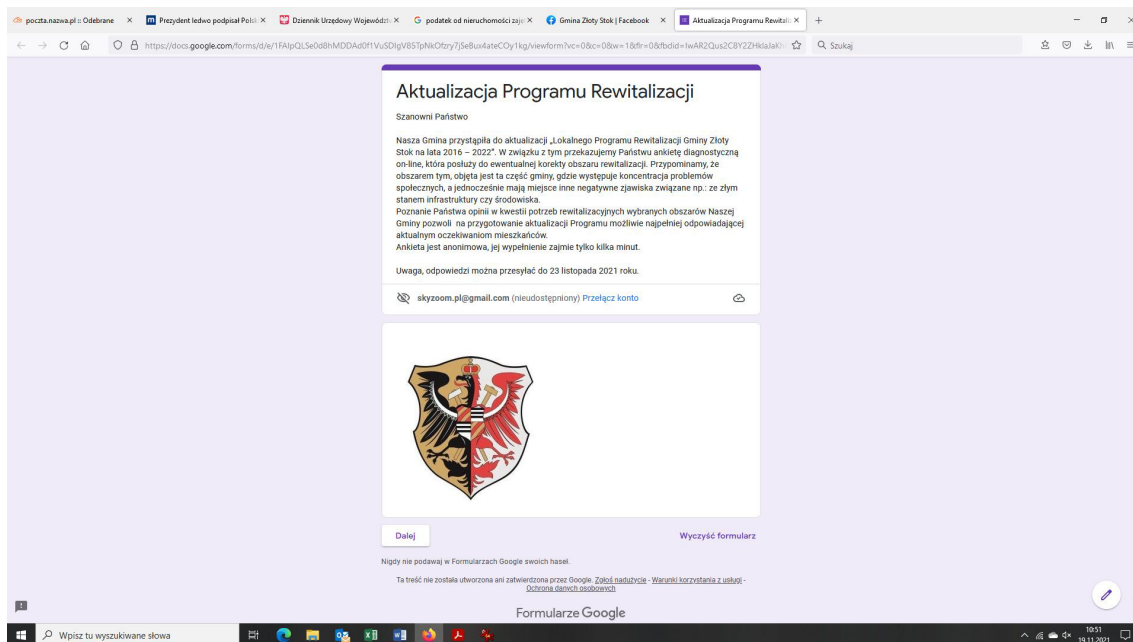 poczta.nazwa.pl :: Odebrane
Prezydent ledwo podpisał Polsk
Dziennik Urzędowy Województ
podatek od nieruchomości zaję
Gmina Złoty Stok | Facebook
Aktualizacja Programu Rewitali
https://docs.google.com/forms/d/e/
Szukaj
Aktualizacja Programu Rewitalizacji
Szanowni Państwo
Nasza Gmina przystąpiła do aktualizacji „Lokalnego Programu Rewitalizacji Gminy Złoty
Stok na lata 2016 – 2022”. W związku z tym przekazujemy Państwu ankietę diagnostyczną
on-line, która posłuży do ewentualnej korekty obszaru rewitalizacji. Przypominamy, że
obszarem tym, objęta jest ta część gminy, gdzie występuje koncentracja problemów
społecznych, a jednocześnie mają miejsce inne negatywne zjawiska związane np.: ze złym
stanem infrastruktury czy środowiska.
Poznanie Państwa opinii w kwestii potrzeb rewitalizacyjnych wybranych obszarów Naszej
Gminy pozwoli na przygotowanie aktualizacji Programu możliwie najpełniej odpowiadającej
aktualnym oczekiwaniom mieszkańców.
Ankieta jest anonimowa, jej wypełnienie zajmie tylko kilka minut.
Uwaga, odpowiedzi można przesyłać do 23 listopada 2021 roku.
skyzoom.pl@gmail.com (nieudostępniony) Przełącz konto
Dalej
Wyczyść formularz
Nigdy nie podawaj w Formularzach Google swoich haseł.
Ta treść nie została utworzona ani zatwierdzona przez Google. Zgłoś nadużycie - Warunki korzystania z usługi -
Ochrona danych osobowych
Formularze Google
Wpisz tu wyszukiwane słowa
10:51
19.11.2021